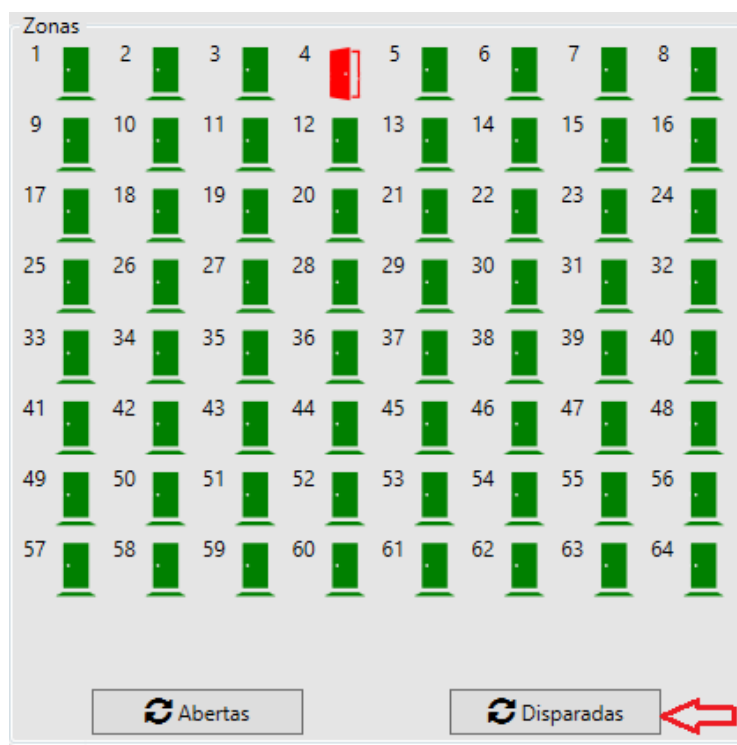 Zonas
1 2 3 4 5 6 7 8
9 10 11 12 13 14 15 16
17 18 19 20 21 22 23 24
25 26 27 28 29 30 31 32
33 34 35 36 37 38 39 40
41 42 43 44 45 46 47 48
49 50 51 52 53 54 55 56
57 58 59 60 61 62 63 64
Abertas Disparadas